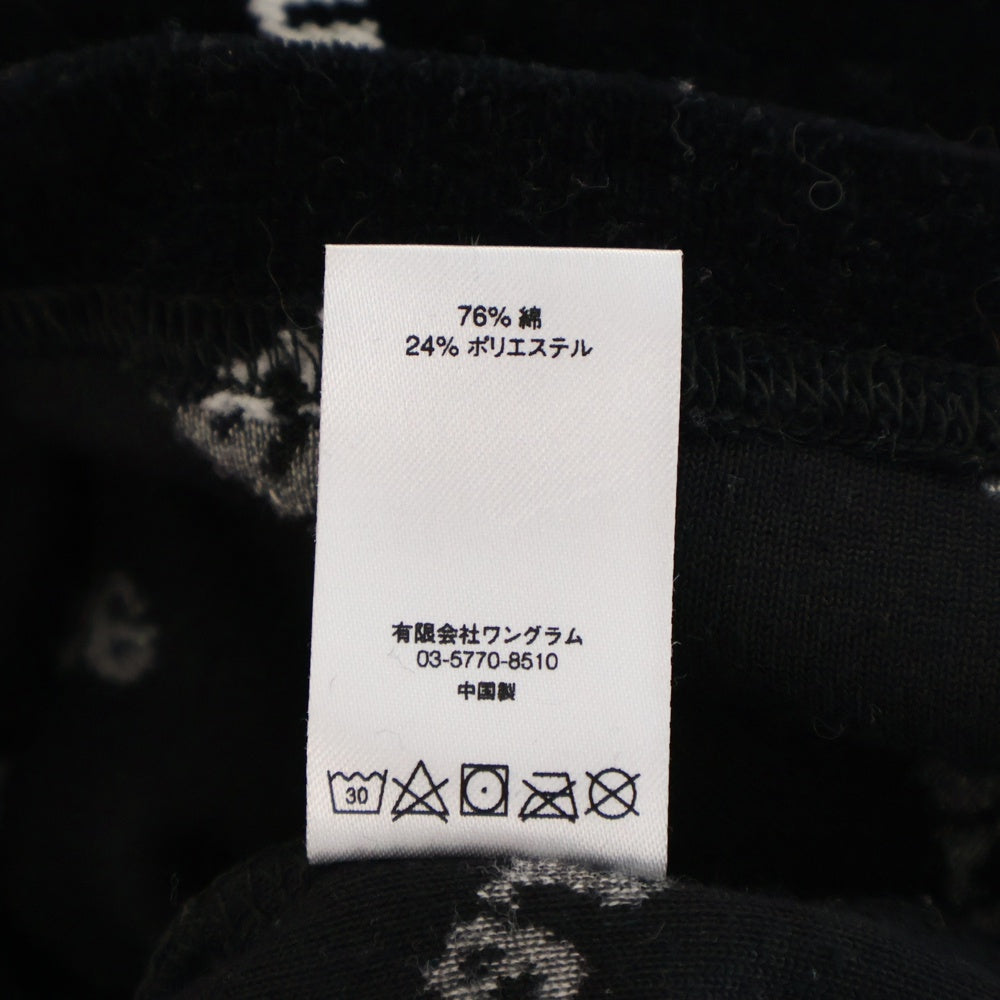 76% 綿
24% ポリエステル
有限会社ワングラム
03-5770-8510
中国製
30